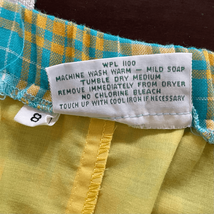 WPL 1100
MACHINE WASH WARM – MILD SOAP
TUMBLE DRY MEDIUM
REMOVE IMMEDIATELY FROM DRYER
NO CHLORINE BLEACH
TOUCH UP WITH COOL IRON IF NECESSARY
8